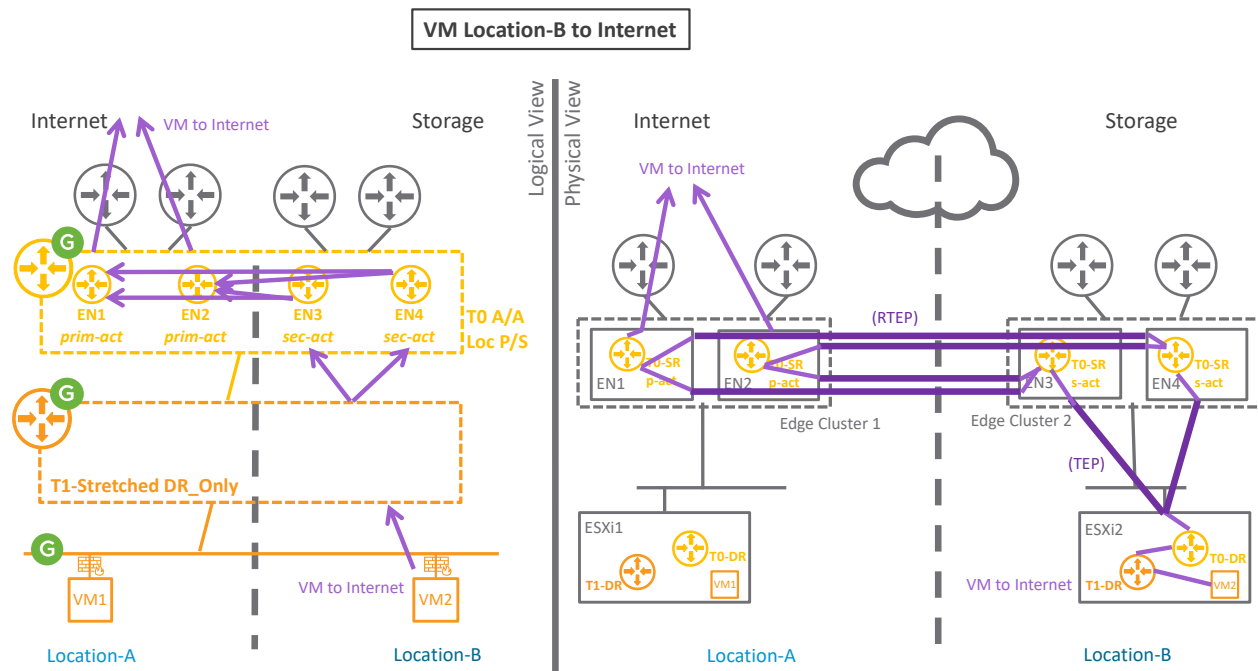 VM Location-B to Internet
Logical View
Physical View
Internet
VM to Internet
Storage
G
EN1
EN2
EN3
EN4
prim-act
prim-act
sec-act
sec-act
T0 A/A
Loc P/S
G
T1-Stretched DR_Only
G
VM to Internet
VM1
VM2
Location-A
Location-B
Internet
Storage
VM to Internet
(RTEP)
T0-SR
p-act
EN1
T0-SR
p-act
EN2
T0-SR
s-act
EN3
T0-SR
s-act
EN4
Edge Cluster 1
Edge Cluster 2
(TEP)
ESXi1
T0-DR
T1-DR
VM1
ESXi2
T0-DR
T1-DR
VM2
VM to Internet
Location-A
Location-B